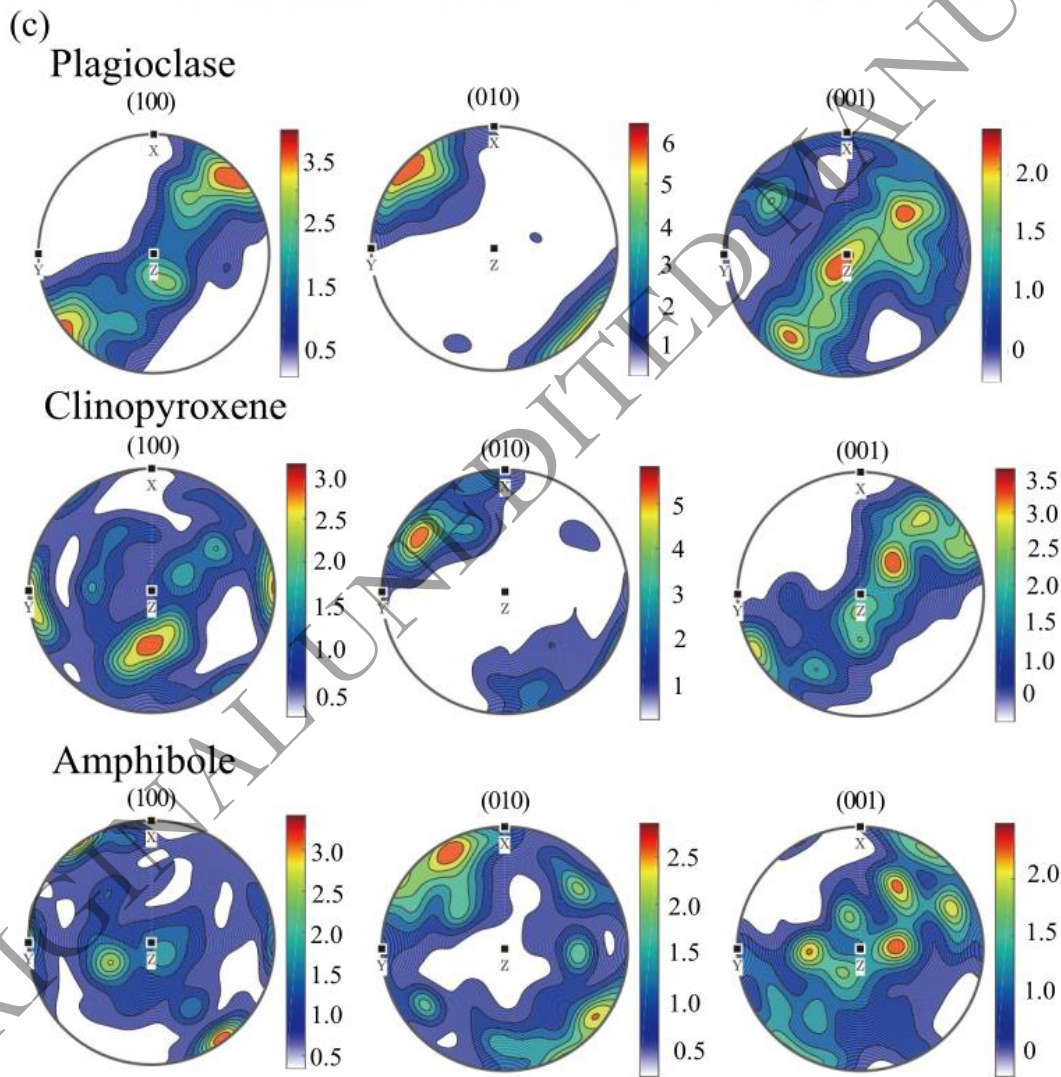 (c)
Plagioclase
(100)
X
Y
Z
3.5
2.5
1.5
0.5
(010)
X
Y
Z
6
5
4
3
2
1
(001)
X
Y
Z
2.0
1.5
1.0
0
Clinopyroxene
(100)
X
Y
Z
3.0
2.5
2.0
1.5
1.0
0.5
(010)
X
Y
Z
5
4
3
2
1
(001)
X
Y
Z
3.5
3.0
2.5
2.0
1.5
1.0
0
Amphibole
(100)
X
Y
Z
3.0
2.5
2.0
1.5
1.0
0.5
(010)
X
Y
Z
2.5
2.0
1.5
1.0
0.5
(001)
X
Y
Z
2.0
1.5
1.0
0
RIGINAL UNEDITED MANU